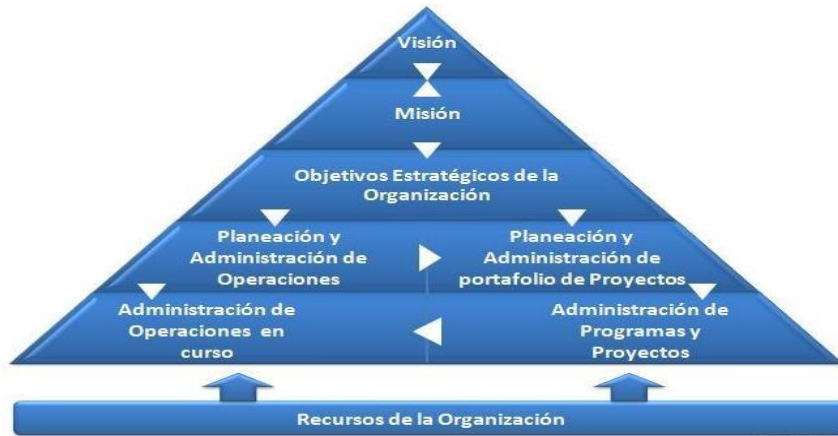 Visión
Misión
Objetivos Estratégicos de la
Organización
Planeación y
Administración de
Operaciones
Planeación y
Administración de
portafolio de Proyectos
Administración de
Operaciones en
curso
Administración de
Programas y
Proyectos
Recursos de la Organización